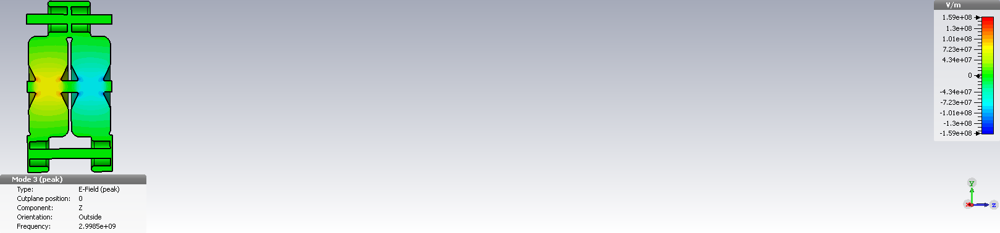 V/m
1.59e+08
1.3e+08
1.01e+08
7.23e+07
4.34e+07
0
-4.34e+07
-7.23e+07
-1.01e+08
-1.3e+08
-1.59e+08
Mode 3 (peak)
Type: E-Field (peak)
Cutplane position: 0
Component: Z
Orientation: Outside
Frequency: 2.9985e+09
y
x
z